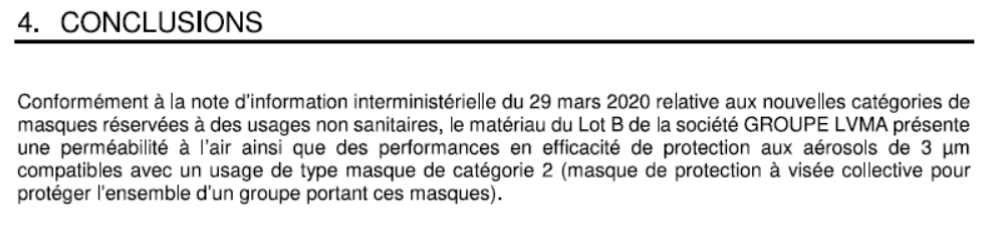 4. CONCLUSIONS
Conformément à la note d'information interministérielle du 29 mars 2020 relative aux nouvelles catégories de
masques réservées à des usages non sanitaires, le matériau du Lot B de la société GROUPE LVMA présente
une perméabilité à l'air ainsi que des performances en efficacité de protection aux aérosols de 3 µm
compatibles avec un usage de type masque de catégorie 2 (masque de protection à visée collective pour
protéger l'ensemble d'un groupe portant ces masques).